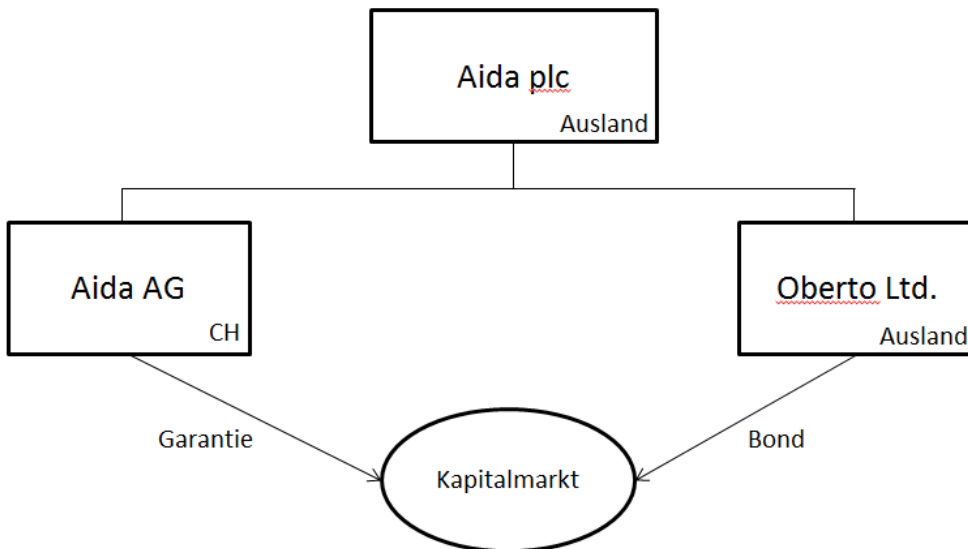 Aida plc
Ausland
Aida AG
CH
Oberto Ltd.
Ausland
Garantie
Bond
Kapitalmarkt